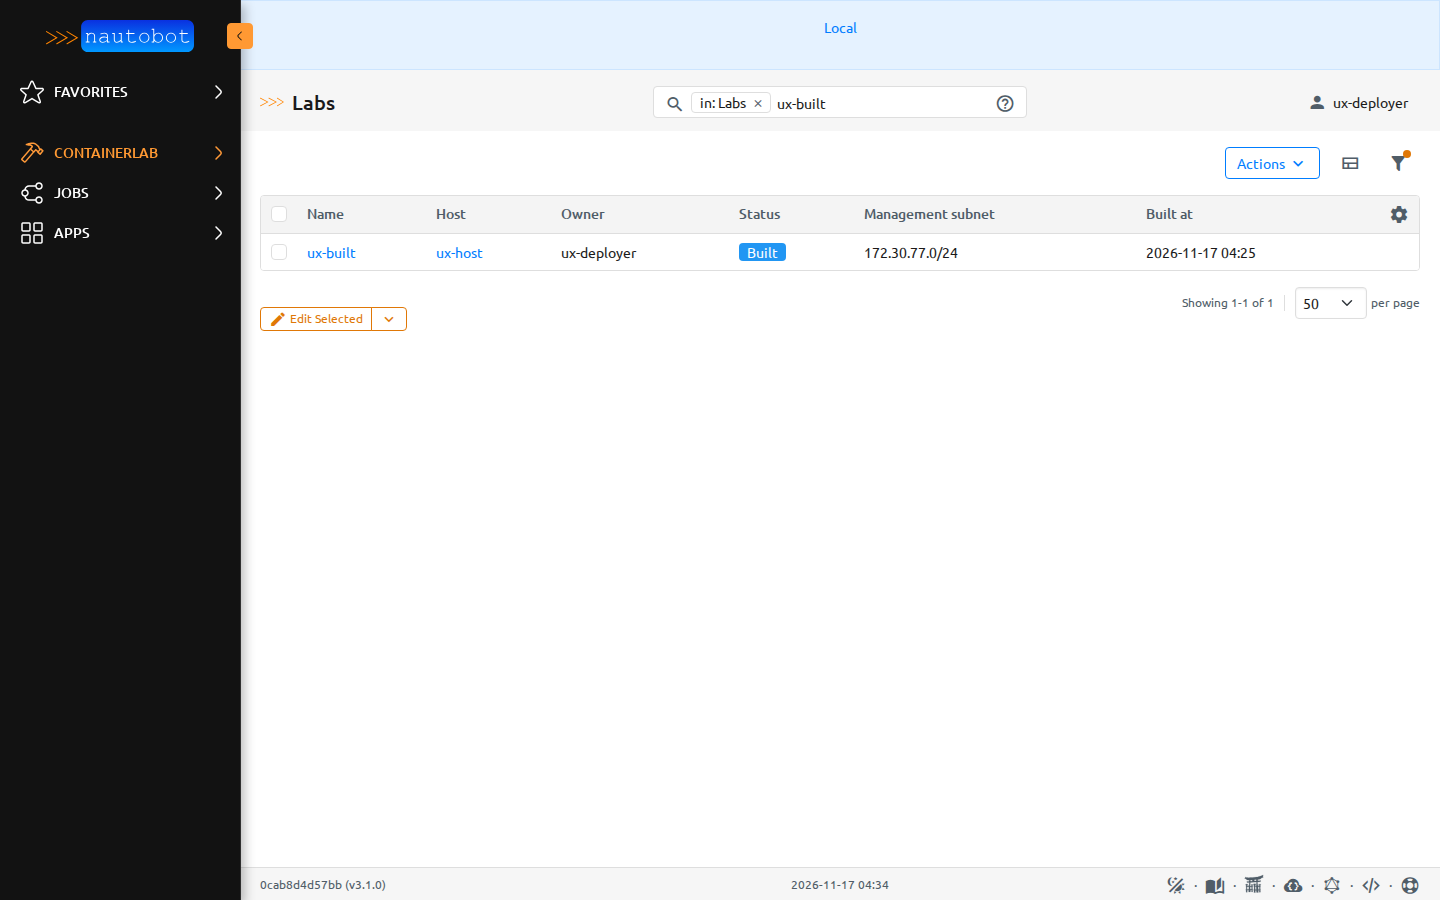 nautobot
FAVORITES
CONTAINERLAB
JOBS
APPS
Local
Labs
in: Labs × ux-built
ux-deployer
Actions
Name Host Owner Status Management subnet Built at
ux-built ux-host ux-deployer Built 172.30.77.0/24 2026-11-17 04:25
Edit Selected
Showing 1-1 of 1 50 per page
0cab8d4d57bb (v3.1.0) 2026-11-17 04:34